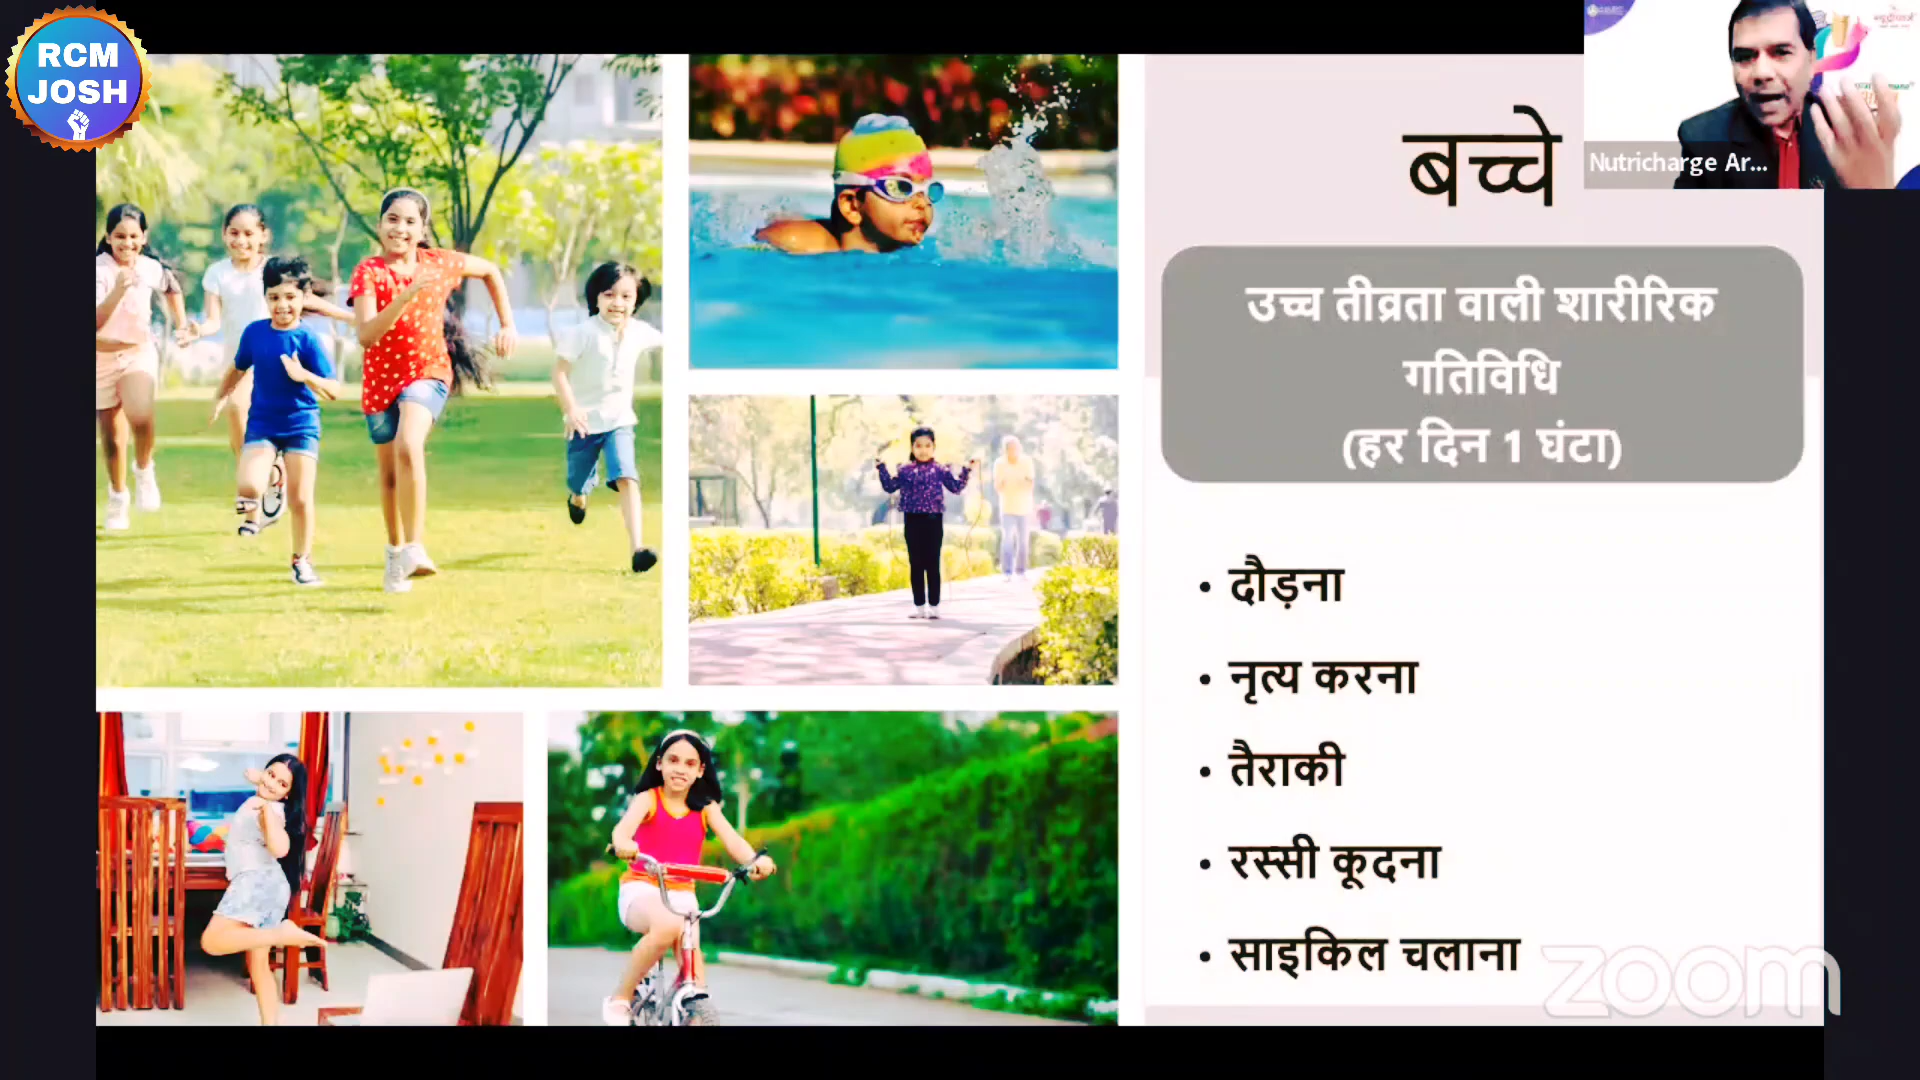 RCM
JOSH
बच्चे
Nutricharge Ar...
उच्च तीव्रता वाली शारीरिक
गतिविधि
(हर दिन 1 घंटा)
• दौड़ना
• नृत्य करना
• तैराकी
• रस्सी कूदना
• साइकिल चलाना
zoom